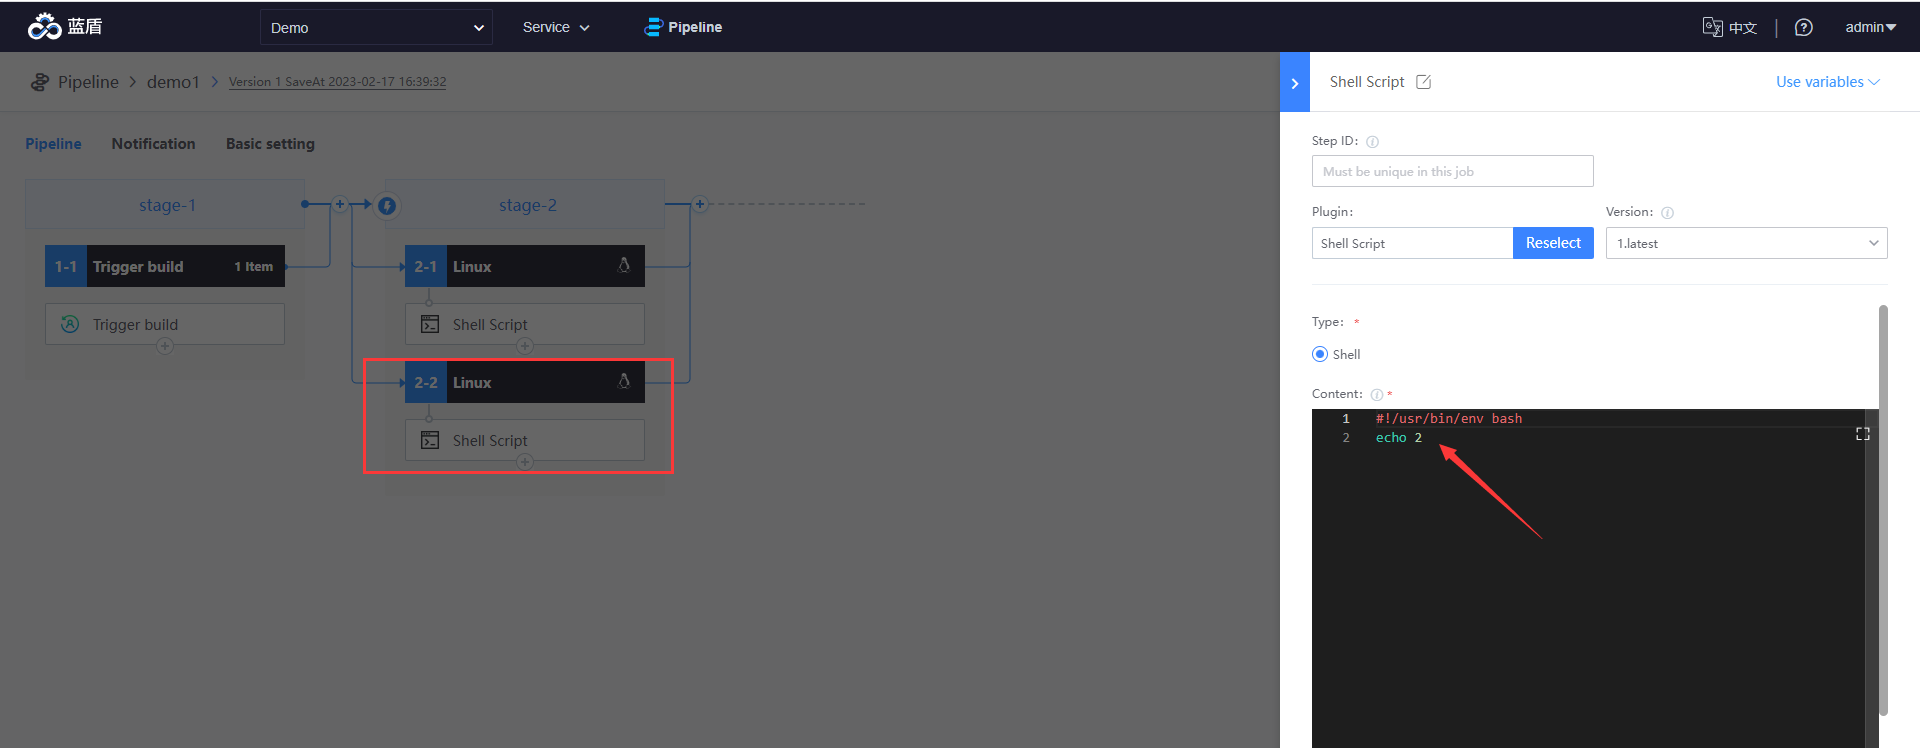 蓝盾
Demo
Service
Pipeline
中文
admin
Pipeline > demo1 > Version 1 SaveAt 2023-02-17 16:39:32
Pipeline
Notification
Basic setting
stage-1
1-1 Trigger build 1 Item
Trigger build
stage-2
2-1 Linux
Shell Script
2-2 Linux
Shell Script
Shell Script
Use variables
Step ID:
Must be unique in this job
Plugin:
Version:
Shell Script
Reselect
1.latest
Type: *
Shell
Content: *
1 #!/usr/bin/env bash
2 echo 2